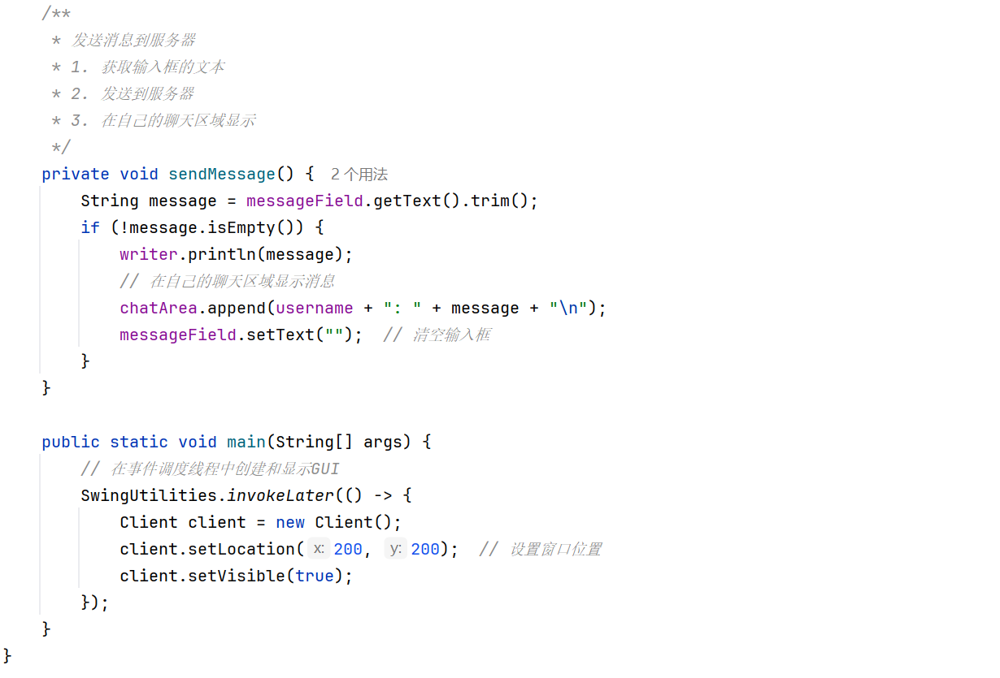 /**
 * 发送消息到服务器
 * 1. 获取输入框的文本
 * 2. 发送到服务器
 * 3. 在自己的聊天区域显示
 */
private void sendMessage() { 2个用法
    String message = messageField.getText().trim();
    if (!message.isEmpty()) {
        writer.println(message);
        // 在自己的聊天区域显示消息
        chatArea.append(username + ": " + message + "\n");
        messageField.setText("");  // 清空输入框
    }
}
public static void main(String[] args) {
    // 在事件调度线程中创建和显示GUI
    SwingUtilities.invokeLater(() -> {
        Client client = new Client();
        client.setLocation( x: 200, y: 200);  // 设置窗口位置
        client.setVisible(true);
    });
}
}